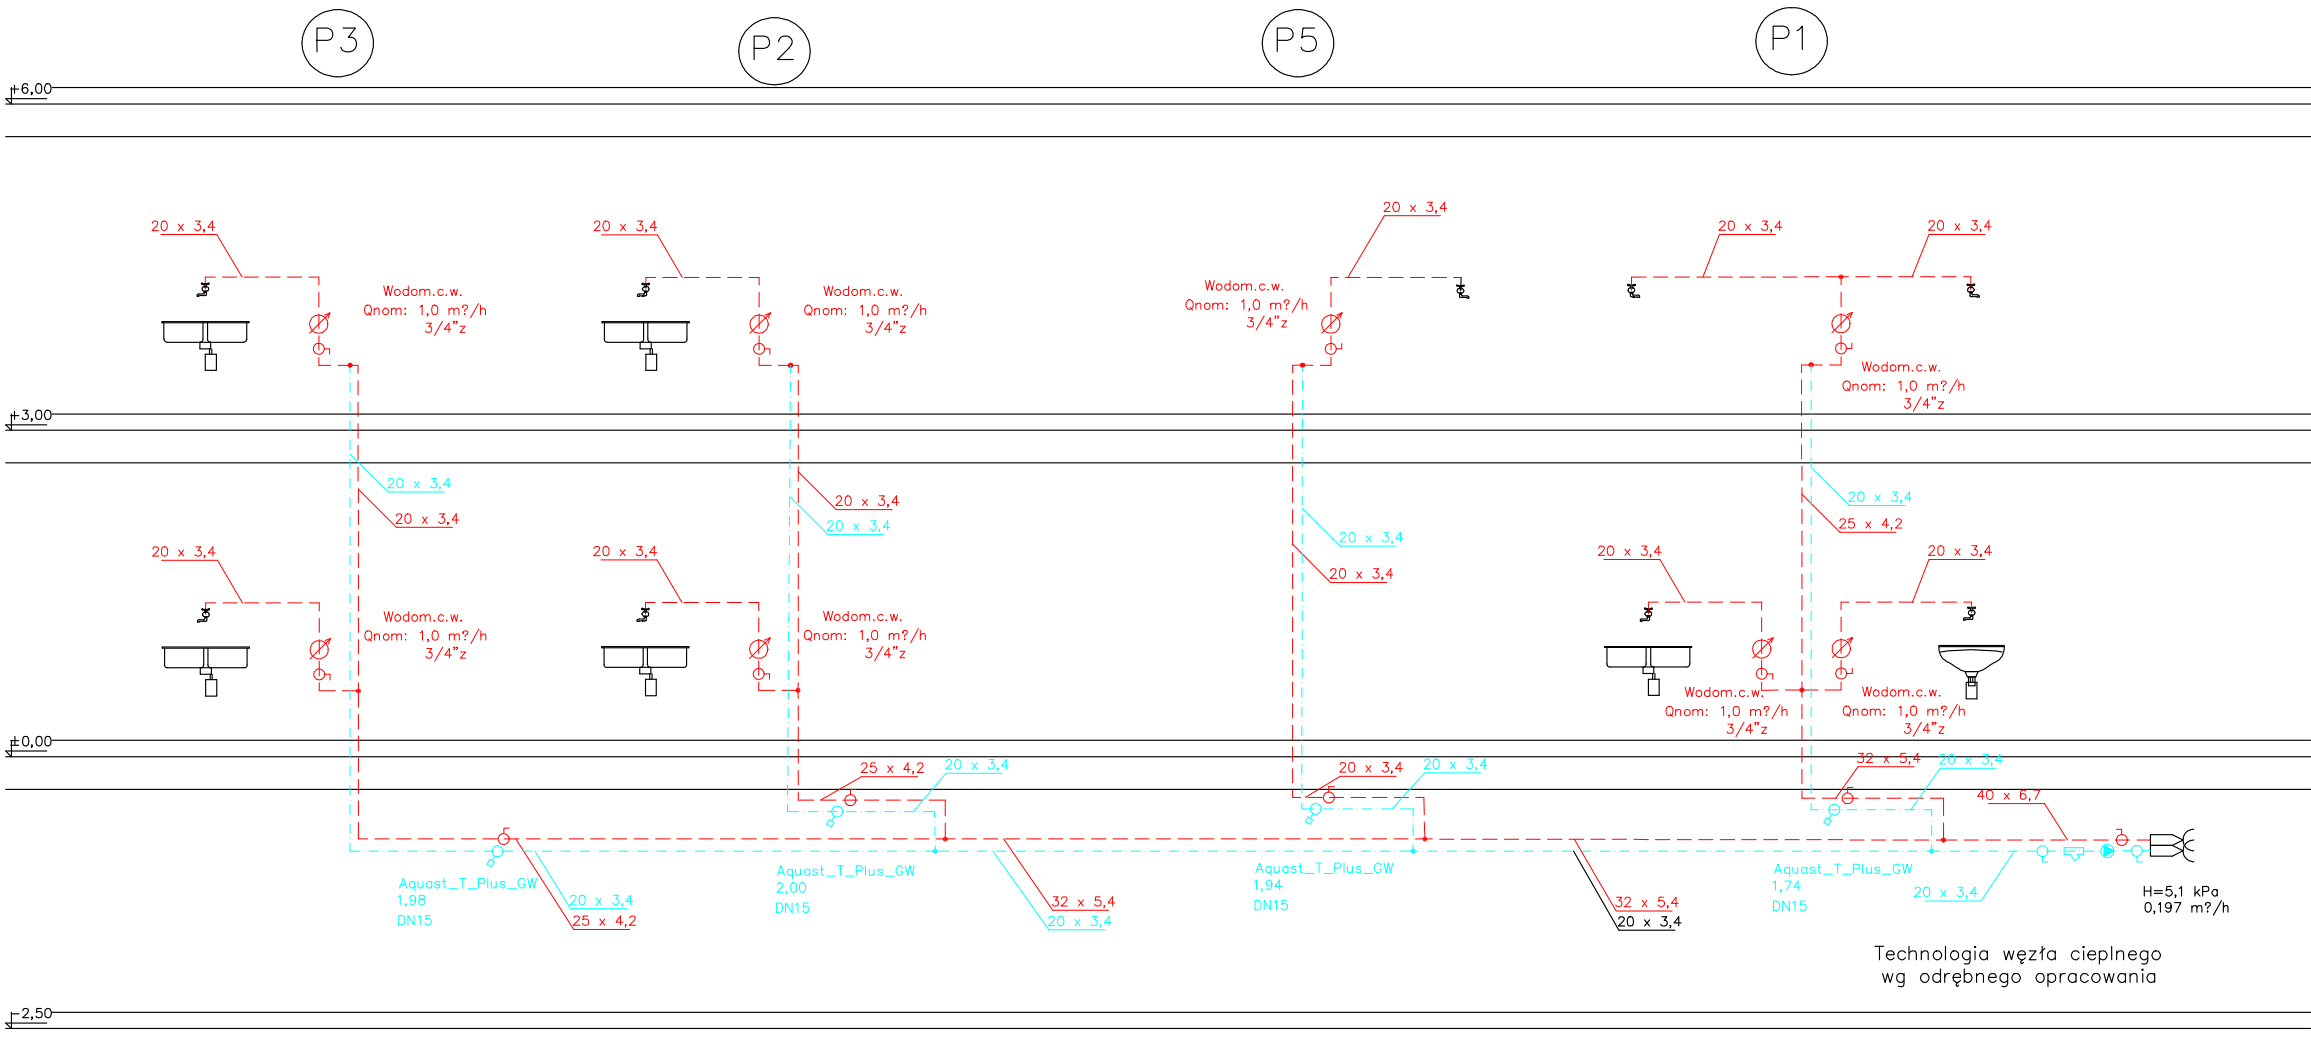 P3
P2
P5
P1
+6,00
20 x 3,4
20 x 3,4
20 x 3,4
20 x 3,4
20 x 3,4
Wodom.c.w.
Qnom: 1,0 m?/h
3/4"z
Wodom.c.w.
Qnom: 1,0 m?/h
3/4"z
Wodom.c.w.
Qnom: 1,0 m?/h
3/4"z
Wodom.c.w.
Qnom: 1,0 m?/h
3/4"z
+3,00
20 x 3,4
20 x 3,4
20 x 3,4
20 x 3,4
20 x 3,4
20 x 3,4
20 x 3,4
25 x 4,2
20 x 3,4
20 x 3,4
20 x 3,4
20 x 3,4
Wodom.c.w.
Qnom: 1,0 m?/h
3/4"z
Wodom.c.w.
Qnom: 1,0 m?/h
3/4"z
Wodom.c.w.
Qnom: 1,0 m?/h
3/4"z
Wodom.c.w.
Qnom: 1,0 m?/h
3/4"z
±0,00
25 x 4,2
20 x 3,4
20 x 3,4
20 x 3,4
32 x 5,4
20 x 3,4
40 x 6,7
Aquast_T_Plus_GW
1,98
DN15
20 x 3,4
25 x 4,2
Aquast_T_Plus_GW
2,00
DN15
32 x 5,4
20 x 3,4
Aquast_T_Plus_GW
1,94
DN15
32 x 5,4
20 x 3,4
Aquast_T_Plus_GW
1,74
DN15
20 x 3,4
H=5,1 kPa
0,197 m?/h
Technologia węzła cieplnego
wg odrębnego opracowania
-2,50